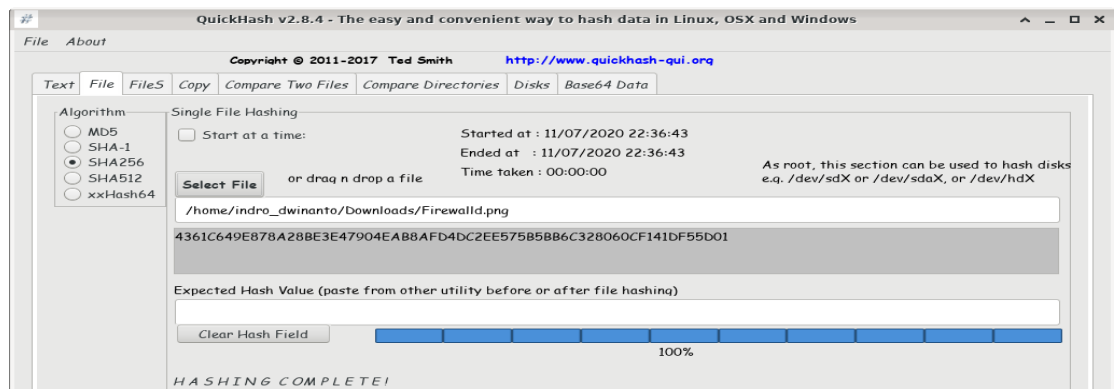 QuickHash v2.8.4 - The easy and convenient way to hash data in Linux, OSX and Windows
File About
Copyright © 2011-2017 Ted Smith http://www.quickhash-gui.org
Text File FileS Copy Compare Two Files Compare Directories Disks Base64 Data
Algorithm
MD5
SHA-1
SHA256
SHA512
xxHash64
Single File Hashing
Start at a time:
Started at : 11/07/2020 22:36:43
Ended at : 11/07/2020 22:36:43
Time taken : 00:00:00
Select File or drag n drop a file
As root, this section can be used to hash disks
e.g. /dev/sdX or /dev/sdaX, or /dev/hdX
/home/indro_dwinanto/Downloads/Firewalld.png
4361C649E878A28BE3E47904EAB8AFD4DC2EE575B5BB6C328060CF141DF55D01
Expected Hash Value (paste from other utility before or after file hashing)
Clear Hash Field
100%
HASHING COMPLETE!